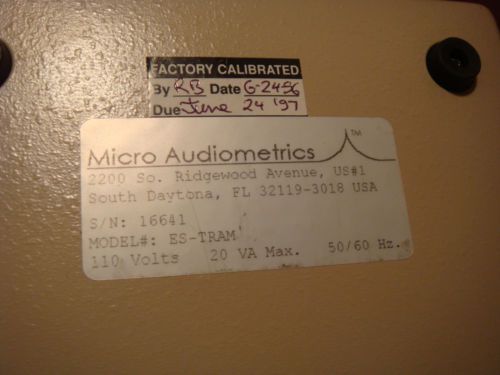 FACTORY CALIBRATED
By RB Date 6-24-96
Due June 24 '97
Micro Audiometrics ™
2200 So. Ridgewood Avenue, US#1
South Daytona, FL 32119-3018 USA
S/N: 16641
MODEL#: ES-TRAM
110 Volts 20 VA Max. 50/60 Hz.